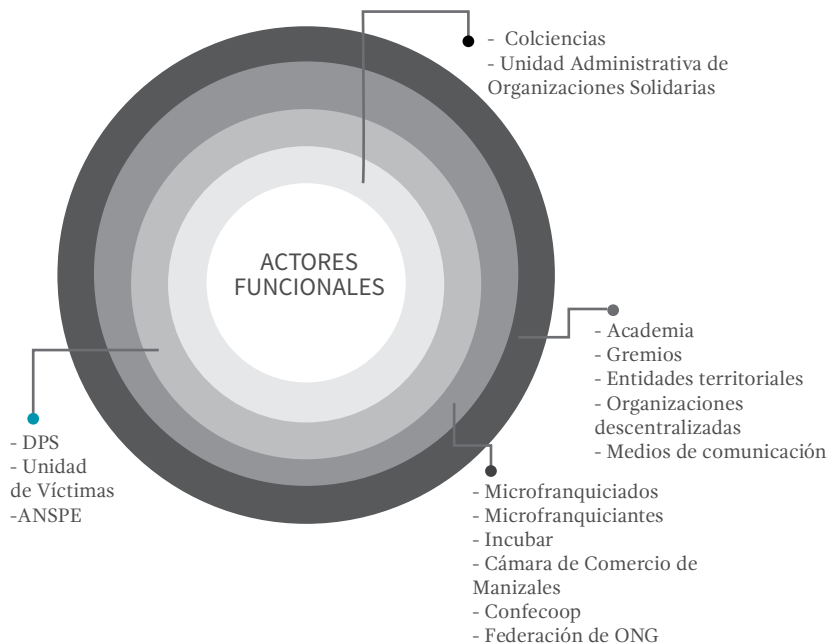 - Colciencias
- Unidad Administrativa de
Organizaciones Solidarias
ACTORES
FUNCIONALES
- Academia
- Gremios
- Entidades territoriales
- Organizaciones
descentralizadas
- Medios de comunicación
- DPS
- Unidad
de Víctimas
-ANSPE
- Microfranquiciados
- Microfranquiciantes
- Incubar
- Cámara de Comercio de
Manizales
- Confecoop
- Federación de ONG